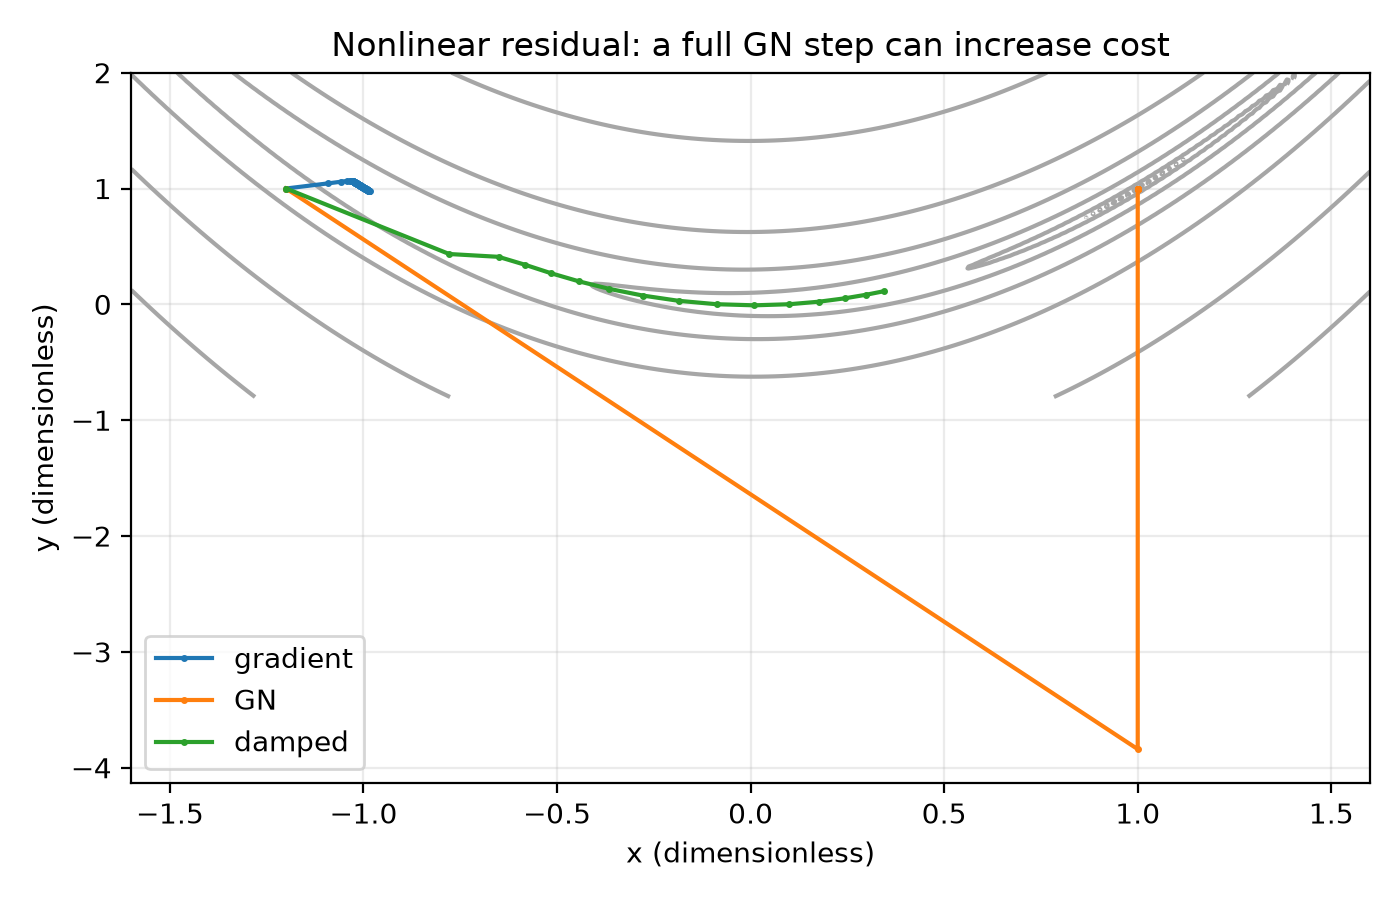 Nonlinear residual: a full GN step can increase cost
y (dimensionless)
2
1
0
−1
−2
−3
−4
gradient
GN
damped
−1.5 −1.0 −0.5 0.0 0.5 1.0 1.5
x (dimensionless)